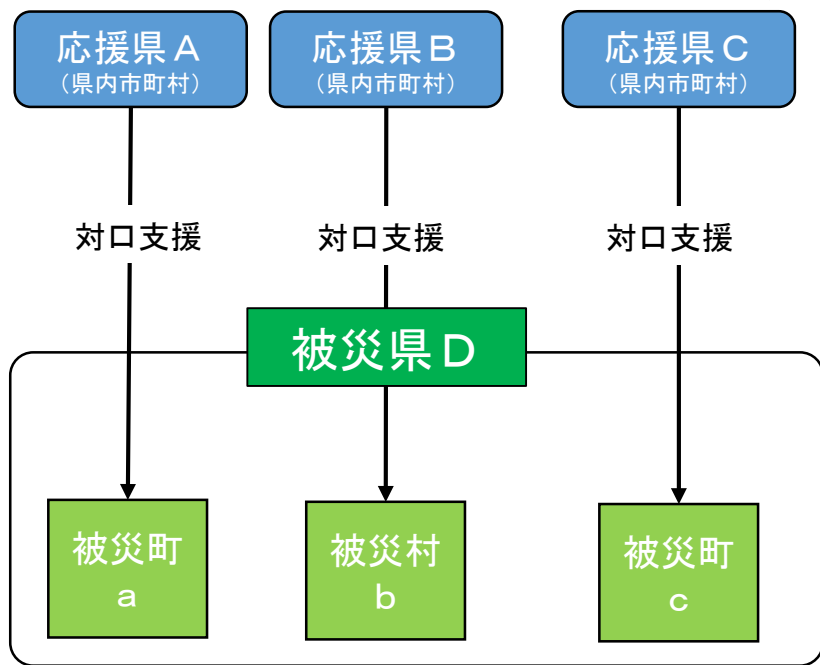 応援県A
(県内市町村)
応援県B
(県内市町村)
応援県C
(県内市町村)
対口支援
対口支援
対口支援
被災県D
被災町
a
被災村
b
被災町
c